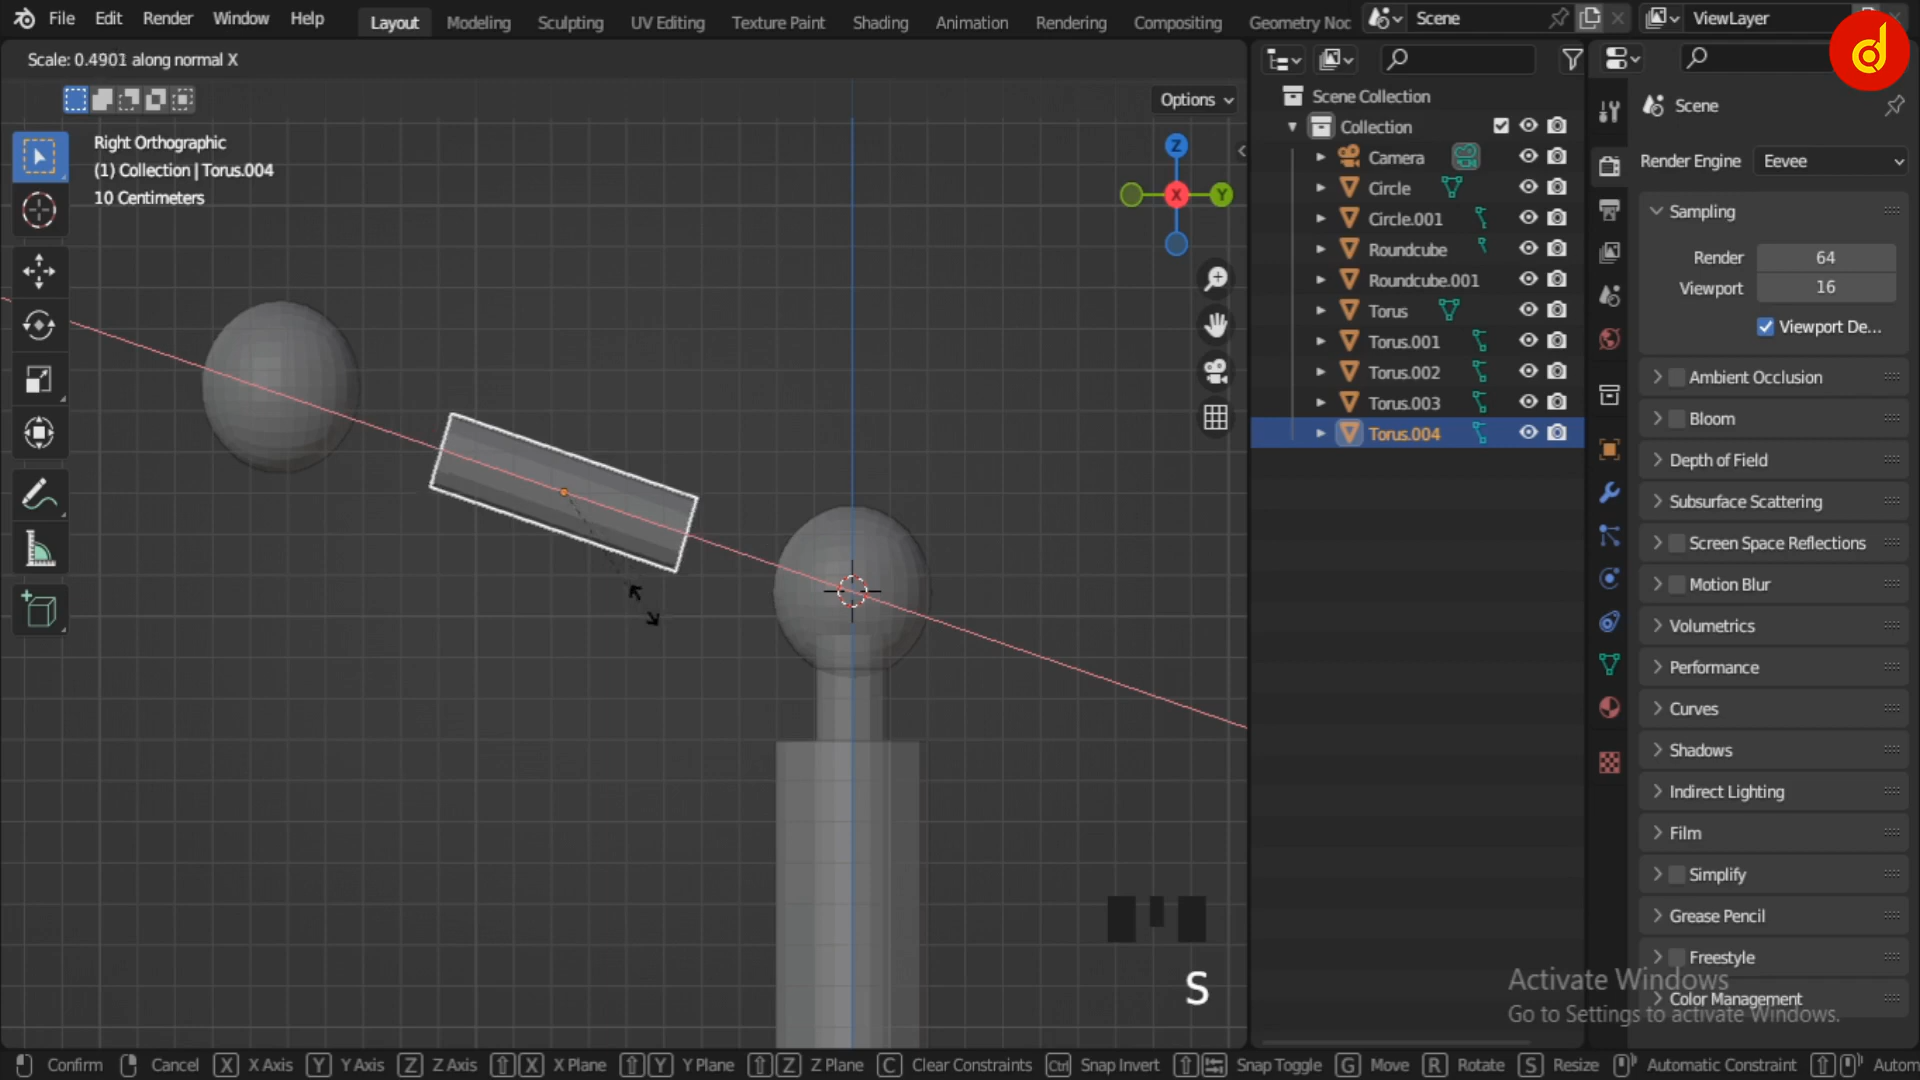 File Edit Render Window Help Layout Modeling Sculpting UV Editing Texture Paint Shading Animation Rendering Compositing Geometry Noc Scene ViewLayer
Scale: 0.4901 along normal X
Options
Right Orthographic
(1) Collection | Torus.004
10 Centimeters
Z
X
Y
Scene Collection
Collection
Camera
Circle
Circle.001
Roundcube
Roundcube.001
Torus
Torus.001
Torus.002
Torus.003
Torus.004
Scene
Render Engine Eevee
Sampling
Render 64
Viewport 16
Viewport De...
Ambient Occlusion
Bloom
Depth of Field
Subsurface Scattering
Screen Space Reflections
Motion Blur
Volumetrics
Performance
Curves
Shadows
Indirect Lighting
Film
Simplify
Grease Pencil
Freestyle
Color Management
S
Activate Windows
Go to Settings to activate Windows.
Confirm Cancel X X Axis Y Y Axis Z Z Axis X X Plane Y Y Plane Z Z Plane C Clear Constraints Ctrl Snap Invert Snap Toggle G Move R Rotate S Resize Automatic Constraint Autom